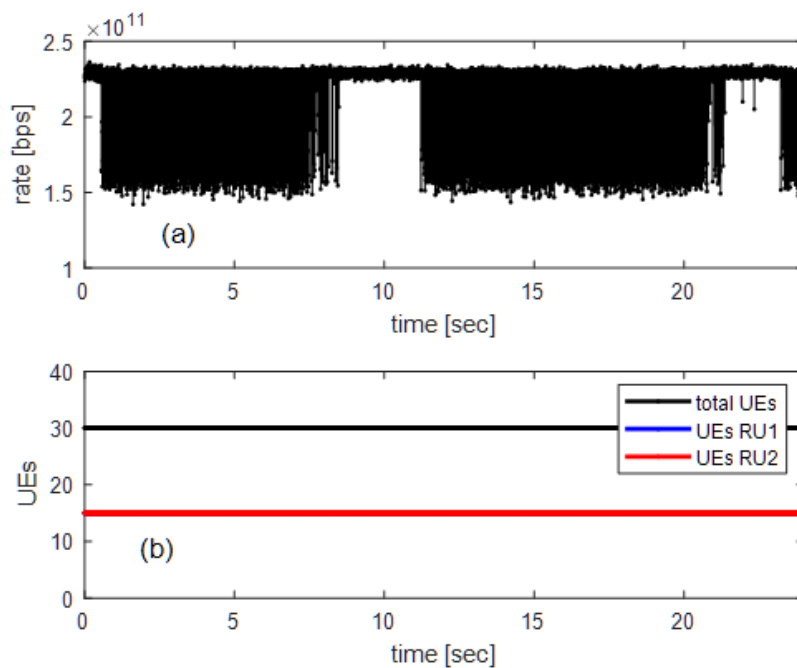 ×10¹¹
2.5
2
1.5
1
rate [bps]
(a)
0 5 10 15 20
time [sec]
40
30
20
10
0
UEs
total UEs
UEs RU1
UEs RU2
(b)
0 5 10 15 20
time [sec]